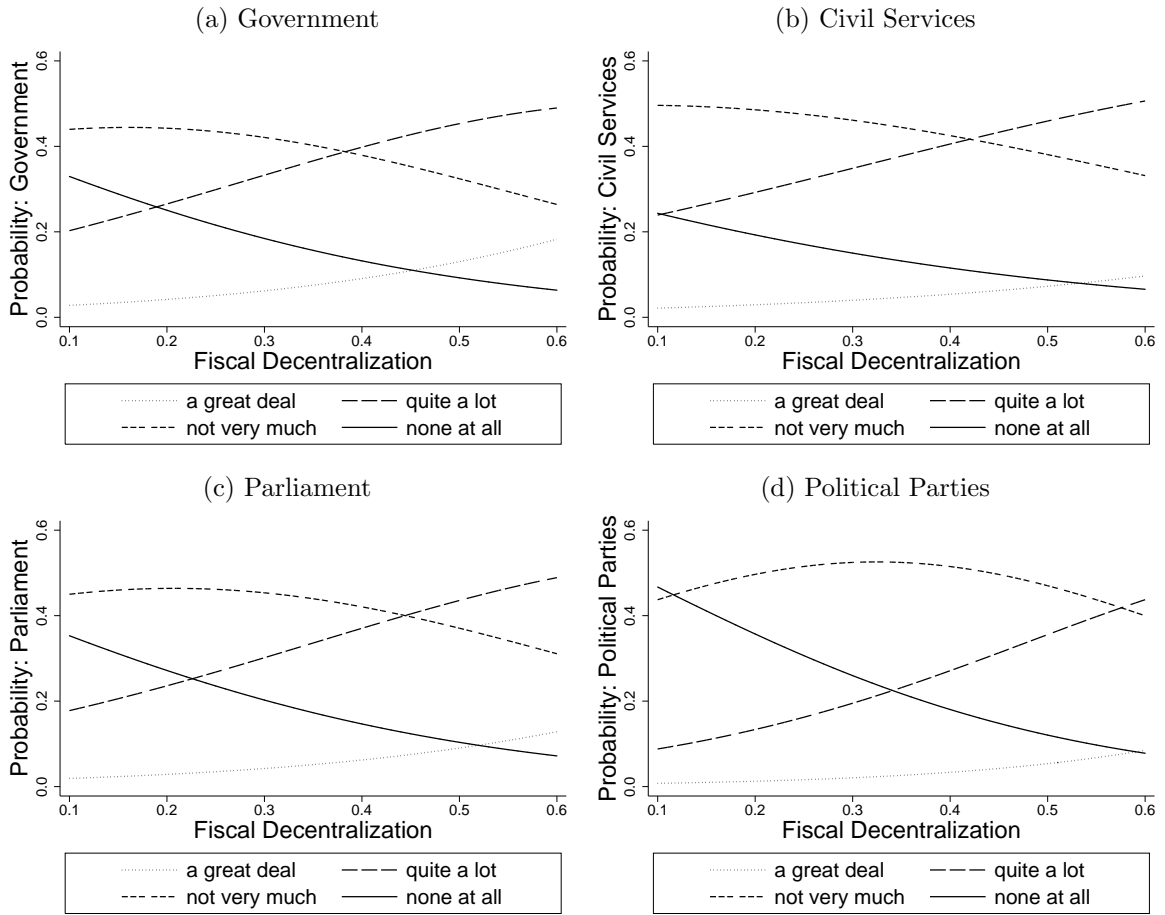 (a) Government
(b) Civil Services
Probability: Government
0.0 0.2 0.4 0.6
0.1 0.2 0.3 0.4 0.5 0.6
Fiscal Decentralization
a great deal quite a lot
not very much none at all
Probability: Civil Services
0.0 0.2 0.4 0.6
0.1 0.2 0.3 0.4 0.5 0.6
Fiscal Decentralization
a great deal quite a lot
not very much none at all
(c) Parliament
(d) Political Parties
Probability: Parliament
0.0 0.2 0.4 0.6
0.1 0.2 0.3 0.4 0.5 0.6
Fiscal Decentralization
a great deal quite a lot
not very much none at all
Probability: Political Parties
0.0 0.2 0.4 0.6
0.1 0.2 0.3 0.4 0.5 0.6
Fiscal Decentralization
a great deal quite a lot
not very much none at all